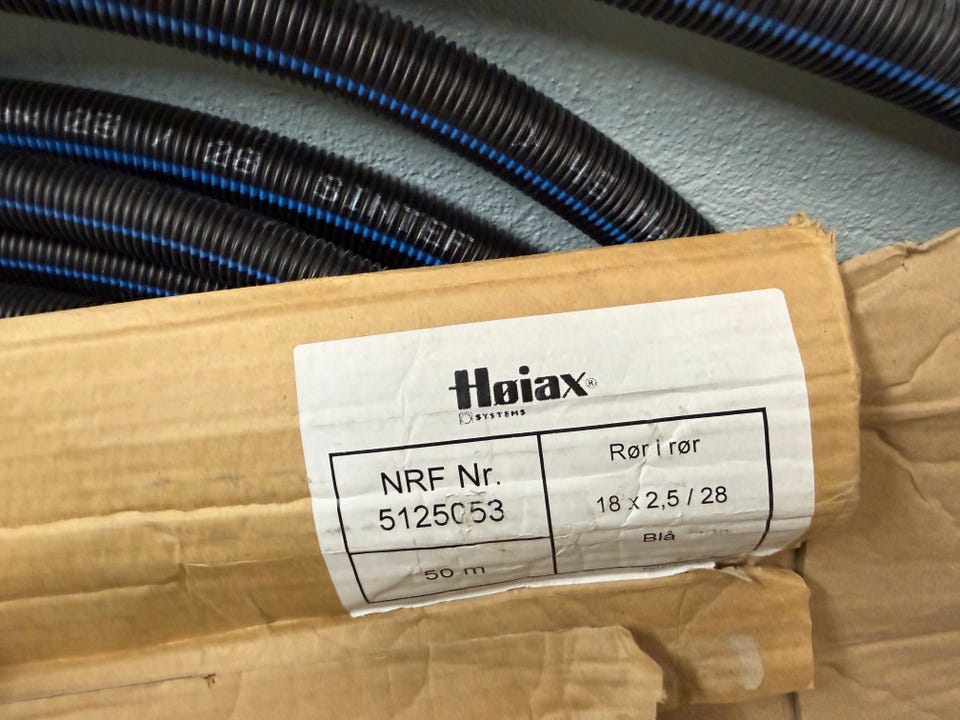 Høiax®
SYSTEMS
NRF Nr.
5125053
50 m
Rør i rør
18 x 2,5 / 28
Blå